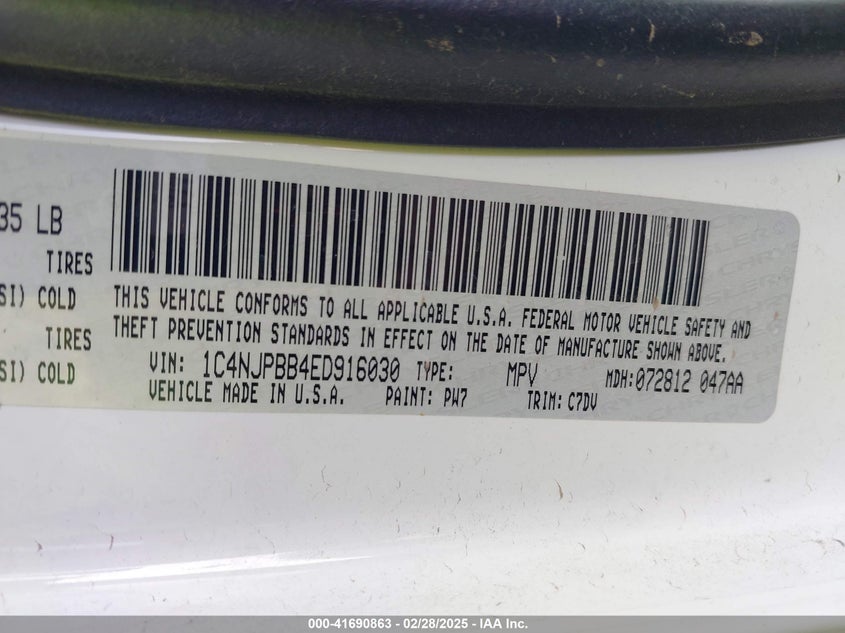 35 LB
TIRES
SI) COLD
TIRES
SI) COLD
THIS VEHICLE CONFORMS TO ALL APPLICABLE U.S.A. FEDERAL MOTOR VEHICLE SAFETY AND
THEFT PREVENTION STANDARDS IN EFFECT ON THE DATE OF MANUFACTURE SHOWN ABOVE.
VIN: 1C4NJPBB4ED916030 TYPE: MPV MDH:072812 047AA
VEHICLE MADE IN U.S.A. PAINT: PW7 TRIM: C7DV
000-41690863 - 02/28/2025 - IAA Inc.